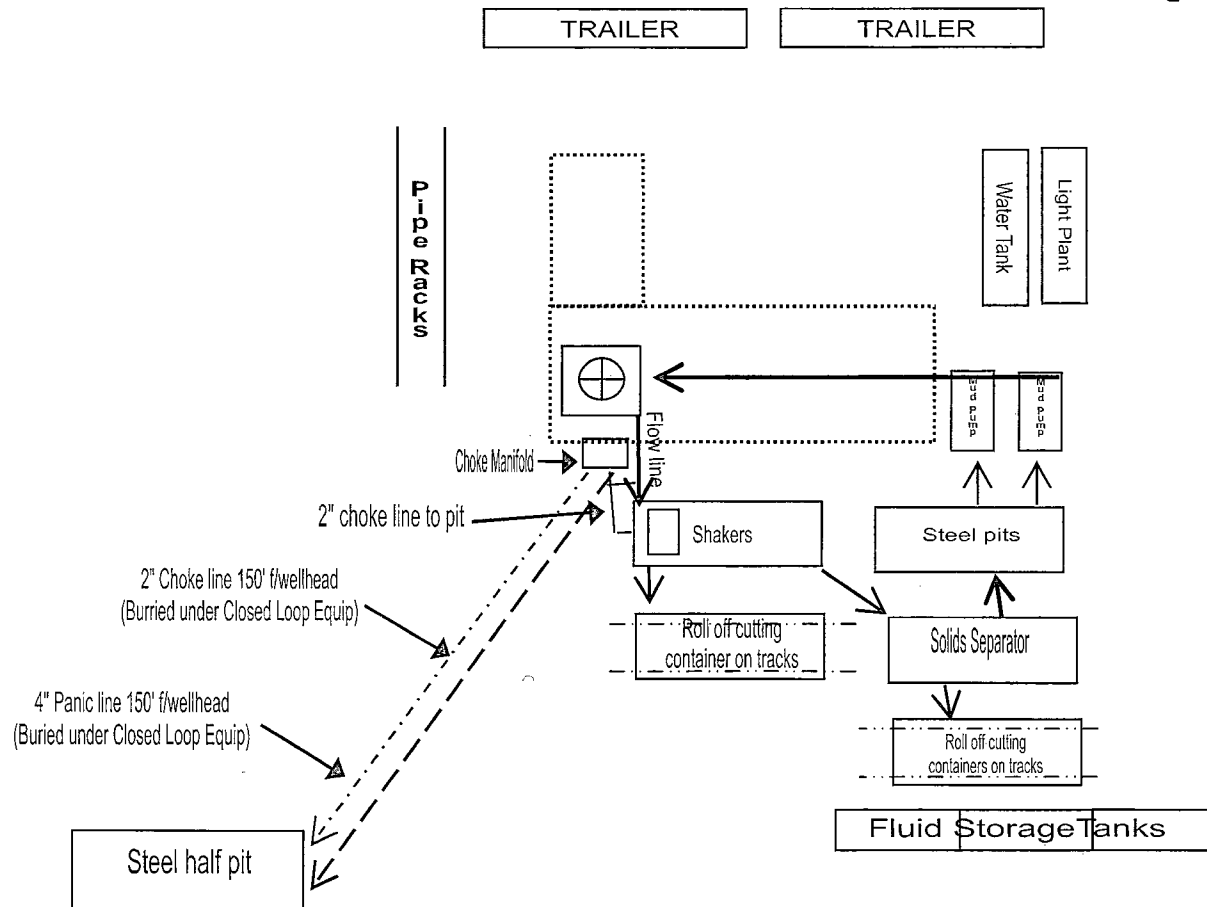 TRAILER
TRAILER
Pipe Racks
Water Tank
Light Plant
Mud Pump
Mud Pump
Flow line
Choke Manifold
2" choke line to pit
Shakers
Steel pits
2" Choke line 150' f/wellhead
(Burried under Closed Loop Equip)
Roll off cutting
container on tracks
Solids Separator
4" Panic line 150' f/wellhead
(Buried under Closed Loop Equip)
Roll off cutting
containers on tracks
Fluid StorageTanks
Steel half pit